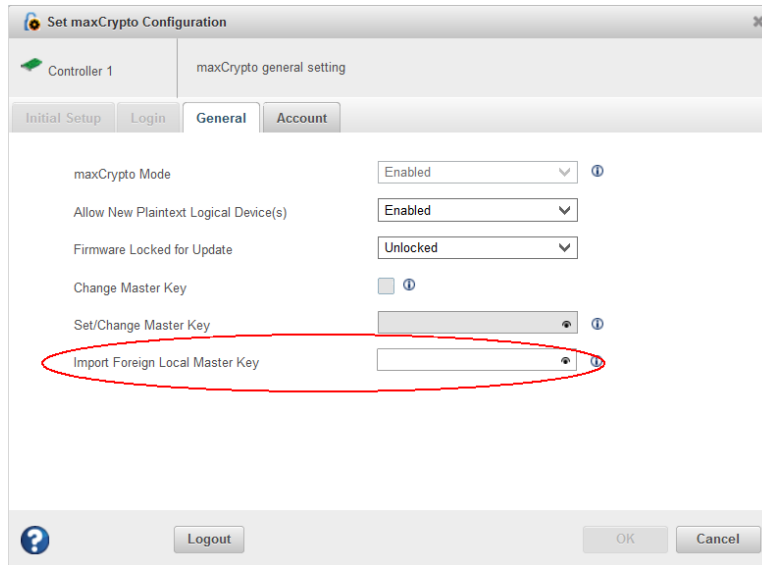 Set maxCrypto Configuration
Controller 1
maxCrypto general setting
Initial Setup Login General Account
maxCrypto Mode Enabled
Allow New Plaintext Logical Device(s) Enabled
Firmware Locked for Update Unlocked
Change Master Key
Set/Change Master Key
Import Foreign Local Master Key
Logout OK Cancel